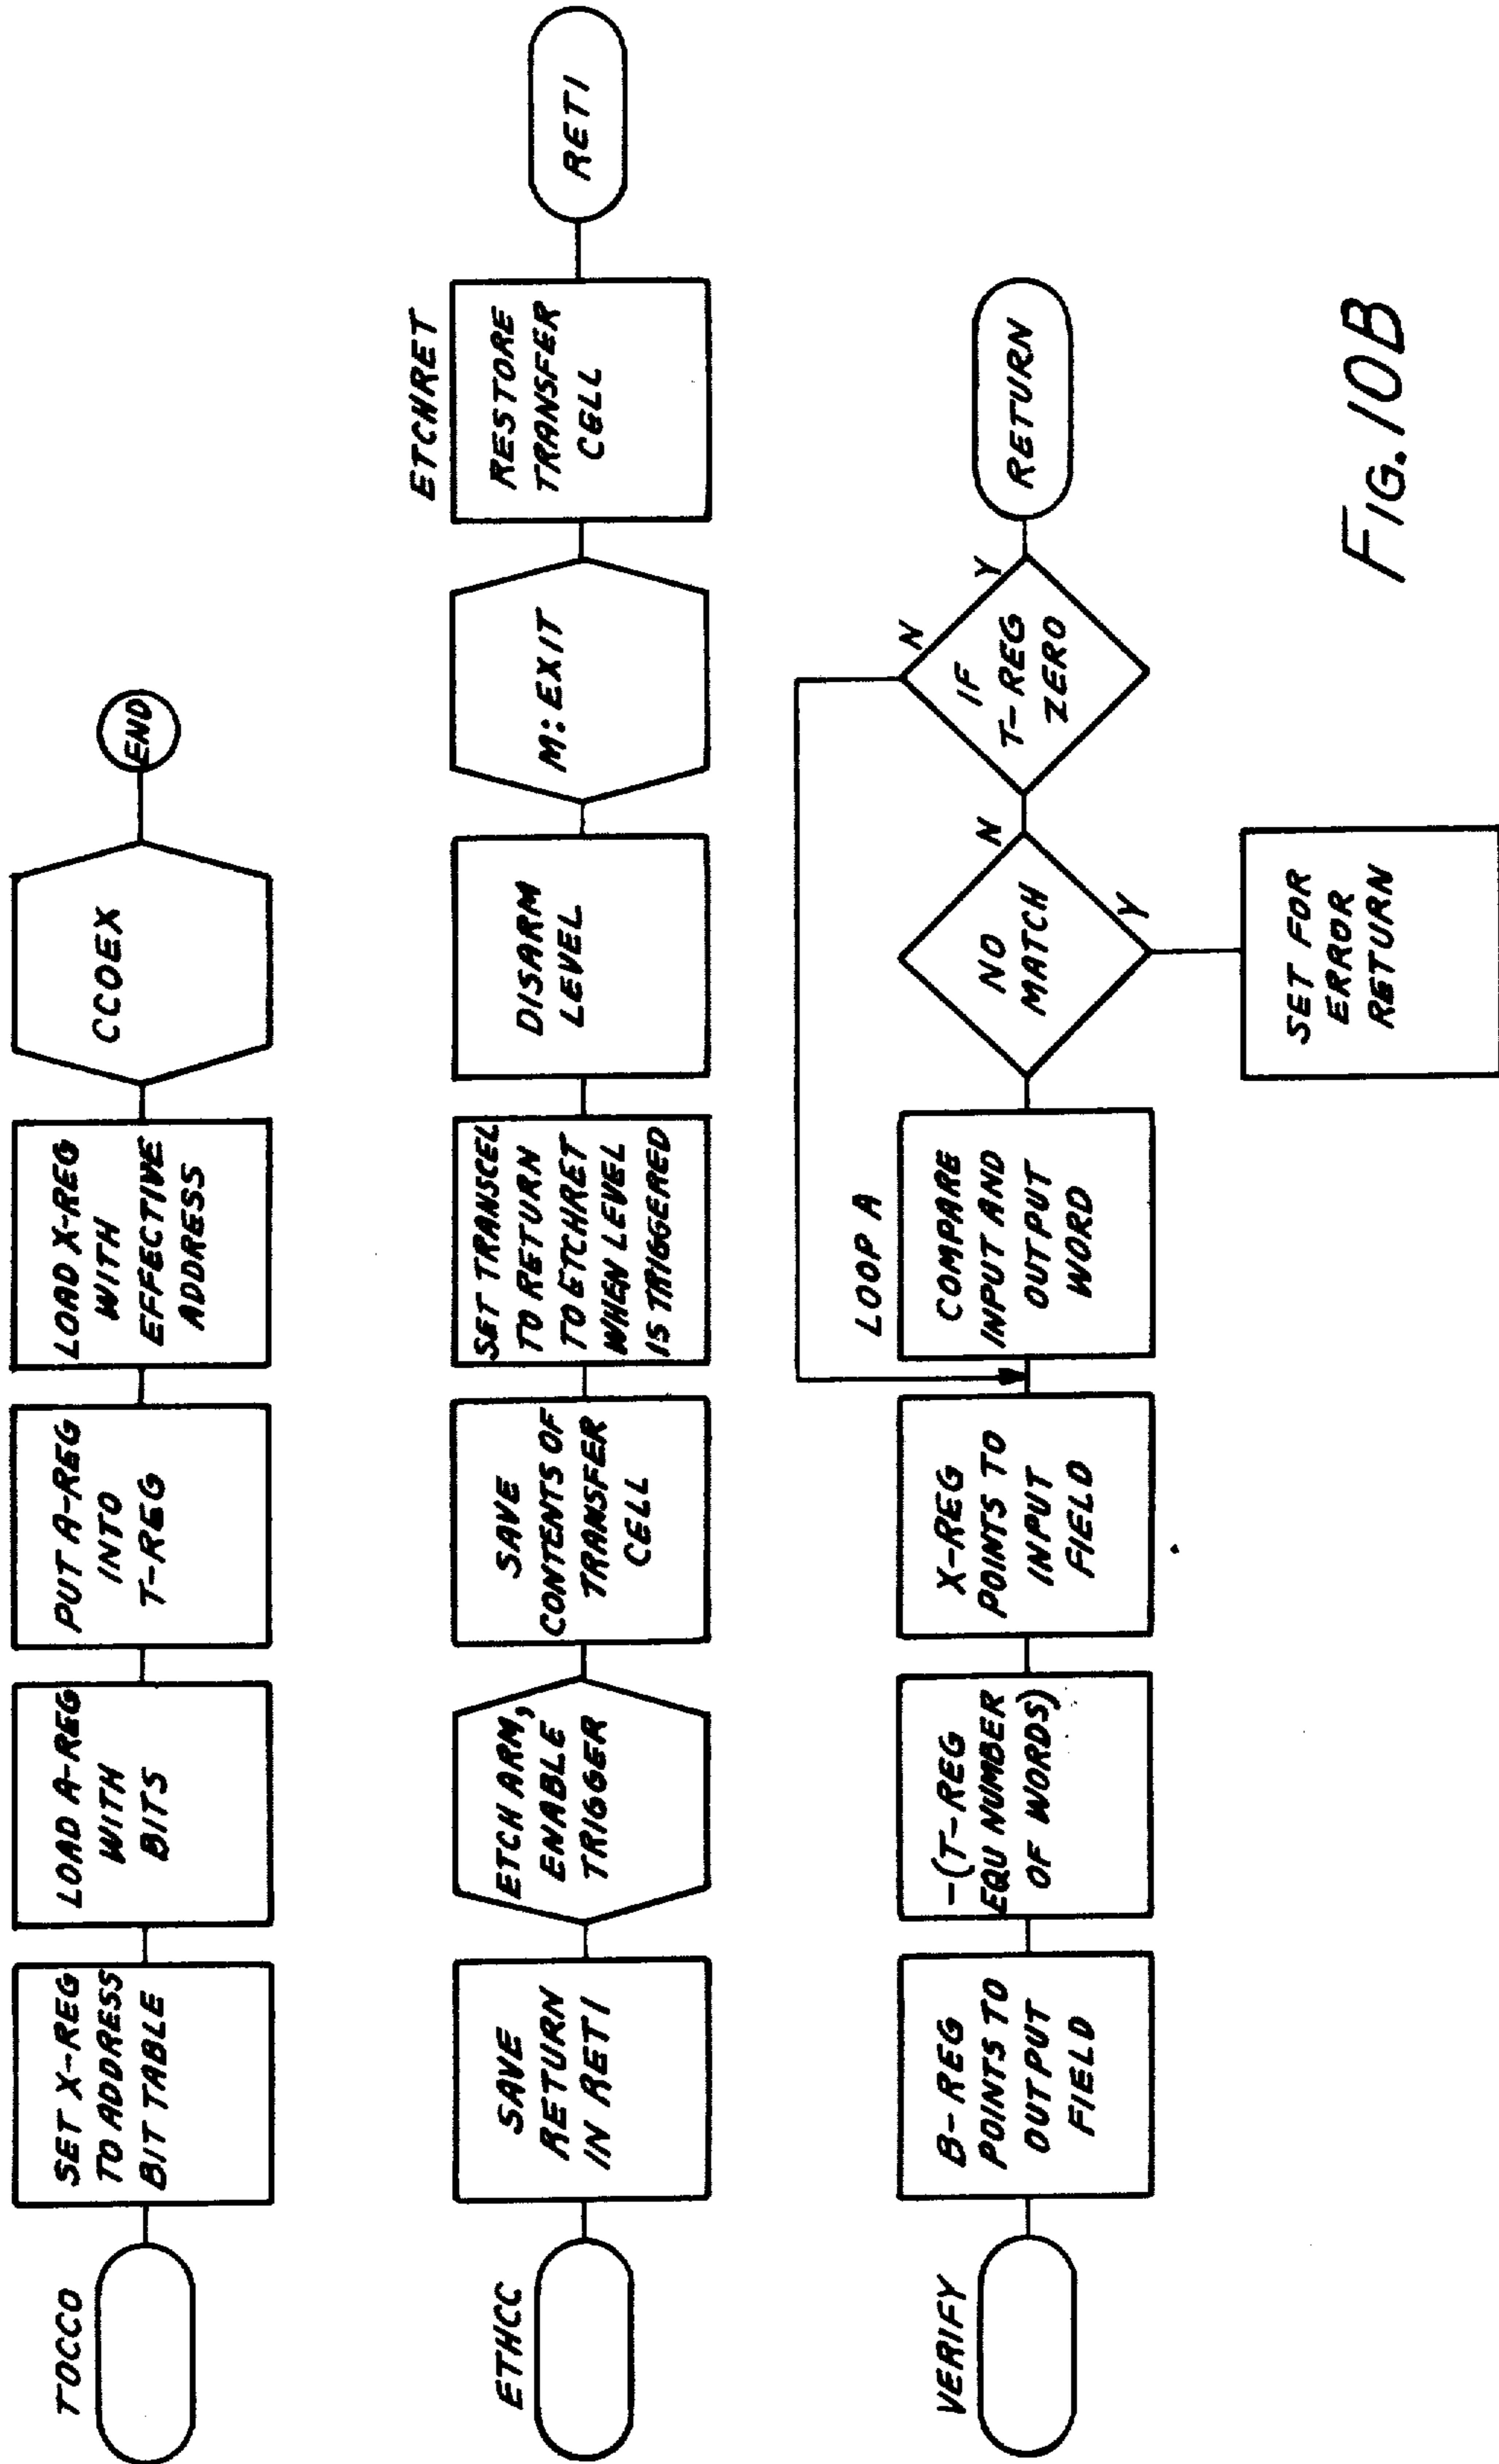 TOCCO
SET X-REG
TO ADDRESS
BIT TABLE
LOAD A-REG
WITH
BITS
PUT A-REG
INTO
T-REG
LOAD X-REG
WITH
EFFECTIVE
ADDRESS
CCOEX
END
ETHCC
SAVE
RETURN
IN RETI
ETCH ARM,
ENABLE
TRIGGER
SAVE
CONTENTS OF
TRANSFER
CELL
SET TRANSCEL
TO RETURN
TO ETCHRET
WHEN LEVEL
IS TRIGGERED
DISARM
LEVEL
M:EXIT
ETCHRET
RESTORE
TRANSFER
CELL
RETI
VERIFY
B-REG
POINTS TO
OUTPUT
FIELD
-(T-REG
EQU NUMBER
OF WORDS)
X-REG
POINTS TO
INPUT
FIELD
LOOP A
COMPARE
INPUT AND
OUTPUT
WORD
NO
MATCH
N
Y
SET FOR
ERROR
RETURN
IF
T-REG
ZERO
N
Y
RETURN
FIG. 10B